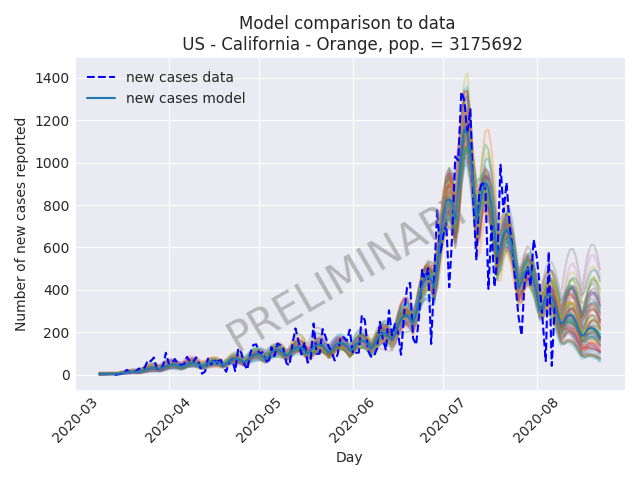 Model comparison to data
US - California - Orange, pop. = 3175692
new cases data
new cases model
Number of new cases reported
1400
1200
1000
800
600
400
200
0
PRELIMINARY
2020-03
2020-04
2020-05
2020-06
2020-07
2020-08
Day